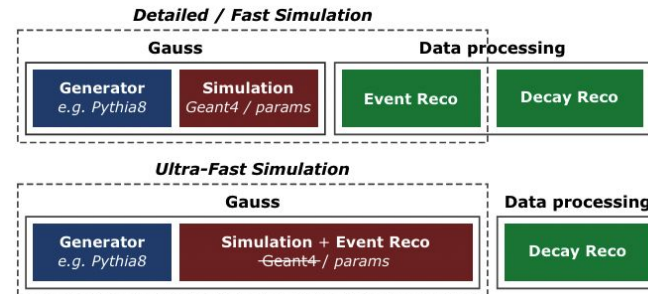 Detailed / Fast Simulation
Gauss
Data processing
Generator
e.g. Pythia8
Simulation
Geant4 / params
Event Reco
Decay Reco
Ultra-Fast Simulation
Gauss
Data processing
Generator
e.g. Pythia8
Simulation + Event Reco
Geant4 / params
Decay Reco